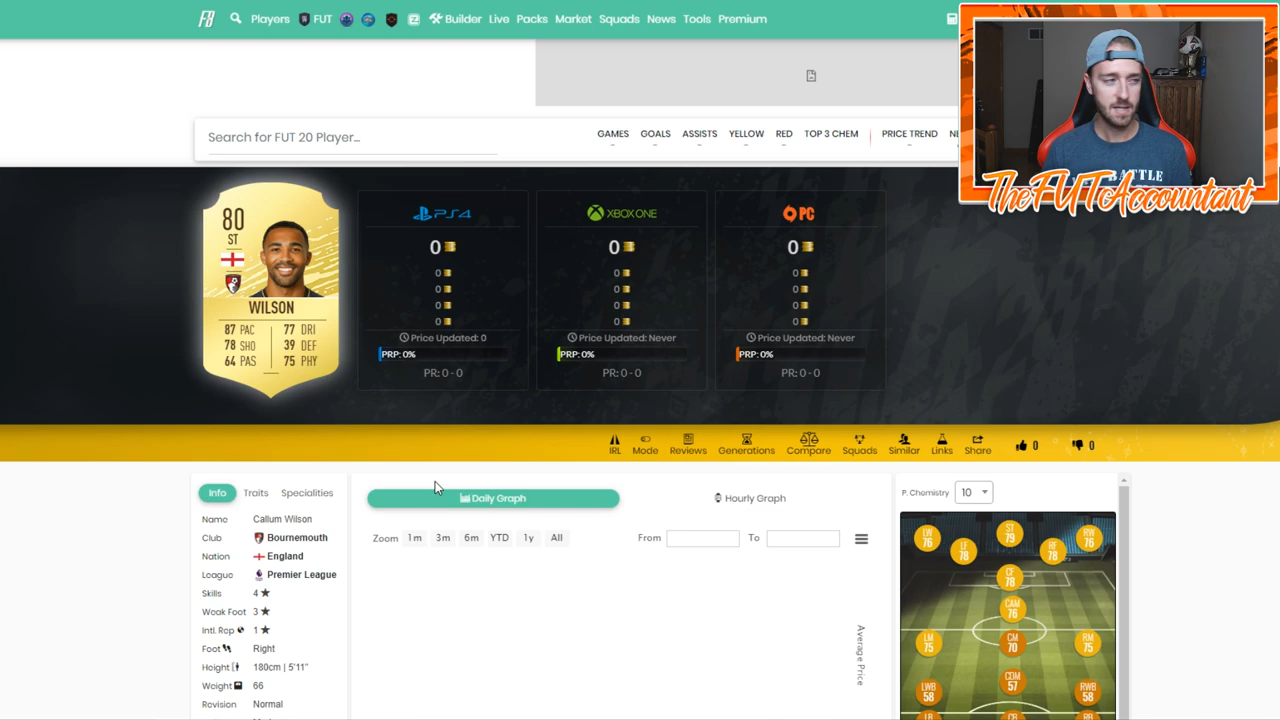 F8 Players FUT Builder Live Packs Market Squads News Tools Premium
Search for FUT 20 Player...
GAMES GOALS ASSISTS YELLOW RED TOP 3 CHEM PRICE TREND
- - - - - - -
BATTLE
TheFUTAccountant
80
ST
WILSON
87 PAC 77 DRI
78 SHO 39 DEF
64 PAS 75 PHY
PS4
0
0
0
0
0
Price Updated: 0
PRP: 0%
PR: 0 - 0
XBOX ONE
0
0
0
0
0
Price Updated: Never
PRP: 0%
PR: 0 - 0
PC
0
0
0
0
0
Price Updated: Never
PRP: 0%
PR: 0 - 0
IRL Mode Reviews Generations Compare Squads Similar Links Share 0 0
Info Traits Specialities
Name Callum Wilson
Club Bournemouth
Nation England
League Premier League
Skills 4
Weak Foot 3
Intl. Rep 1
Foot Right
Height 180cm | 5'11"
Weight 66
Revision Normal
Daily Graph Hourly Graph
Zoom 1m 3m 6m YTD 1y All From To
Average Price
P. Chemistry 10
LW 76
LF 78
ST 79
RF 78
RW 76
CF 78
CAM 76
LM 75
CM 70
RM 75
CDM 57
LWB 58
RWB 58
LB
CB
RB